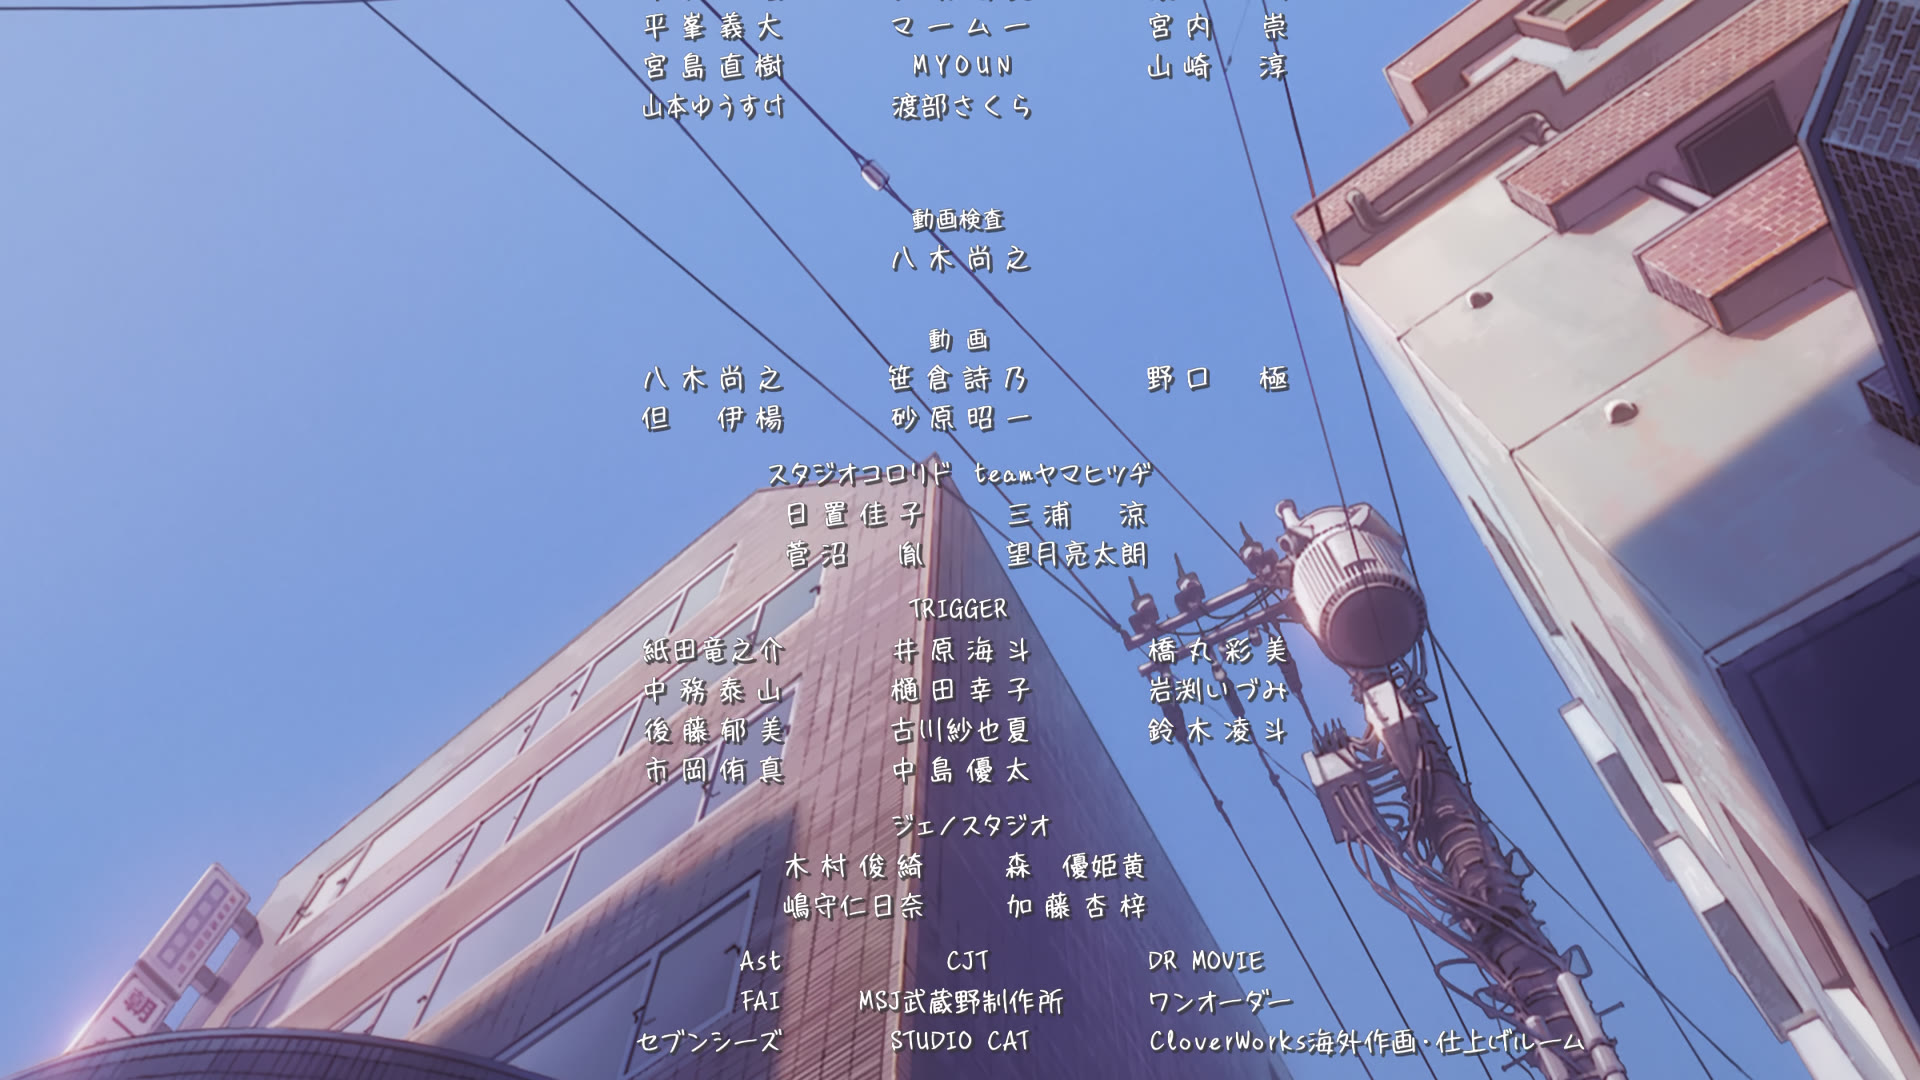 平峯義大 マームー 宮内 崇
宮島直樹 MYOUN 山崎 淳
山本ゆうすけ 渡部さくら
動画検査
八木尚之
動画
八木尚之 笹倉詩乃 野口 極
但 伊楊 砂原昭一
スタジオコロリド teamヤマヒツヂ
日置佳子 三浦 涼
菅沼 胤 望月亮太朗
TRIGGER
紙田竜之介 井原海斗 橋丸彩美
中務泰山 樋田幸子 岩渕いづみ
後藤郁美 古川紗也夏 鈴木凌斗
市岡侑真 中島優太
ジェノスタジオ
木村俊綺 森 優姫黄
嶋守仁日奈 加藤杏梓
Ast CJT DR MOVIE
FAI MSJ武蔵野制作所 ワンオーダー
セブンシーズ STUDIO CAT CloverWorks海外作画・仕上げルーム